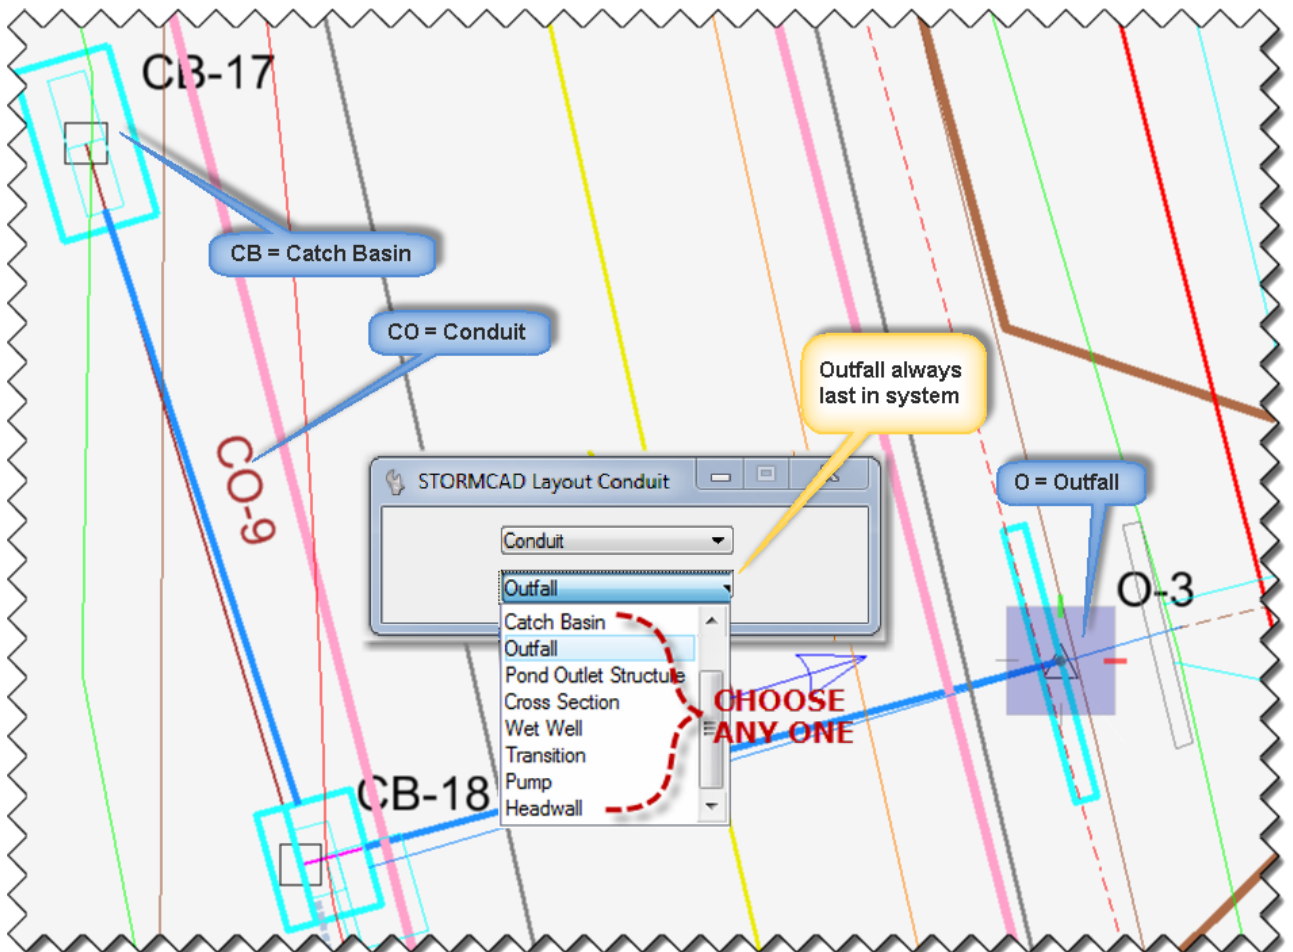 CB-17
CB = Catch Basin
CO = Conduit
Outfall always
last in system
CO-9
STORMCAD Layout Conduit
O = Outfall
Conduit
Outfall
O-3
Catch Basin
Outfall
Pond Outlet Structure
Cross Section
Wet Well
Transition
Pump
Headwall
CHOOSE
ANY ONE
CB-18